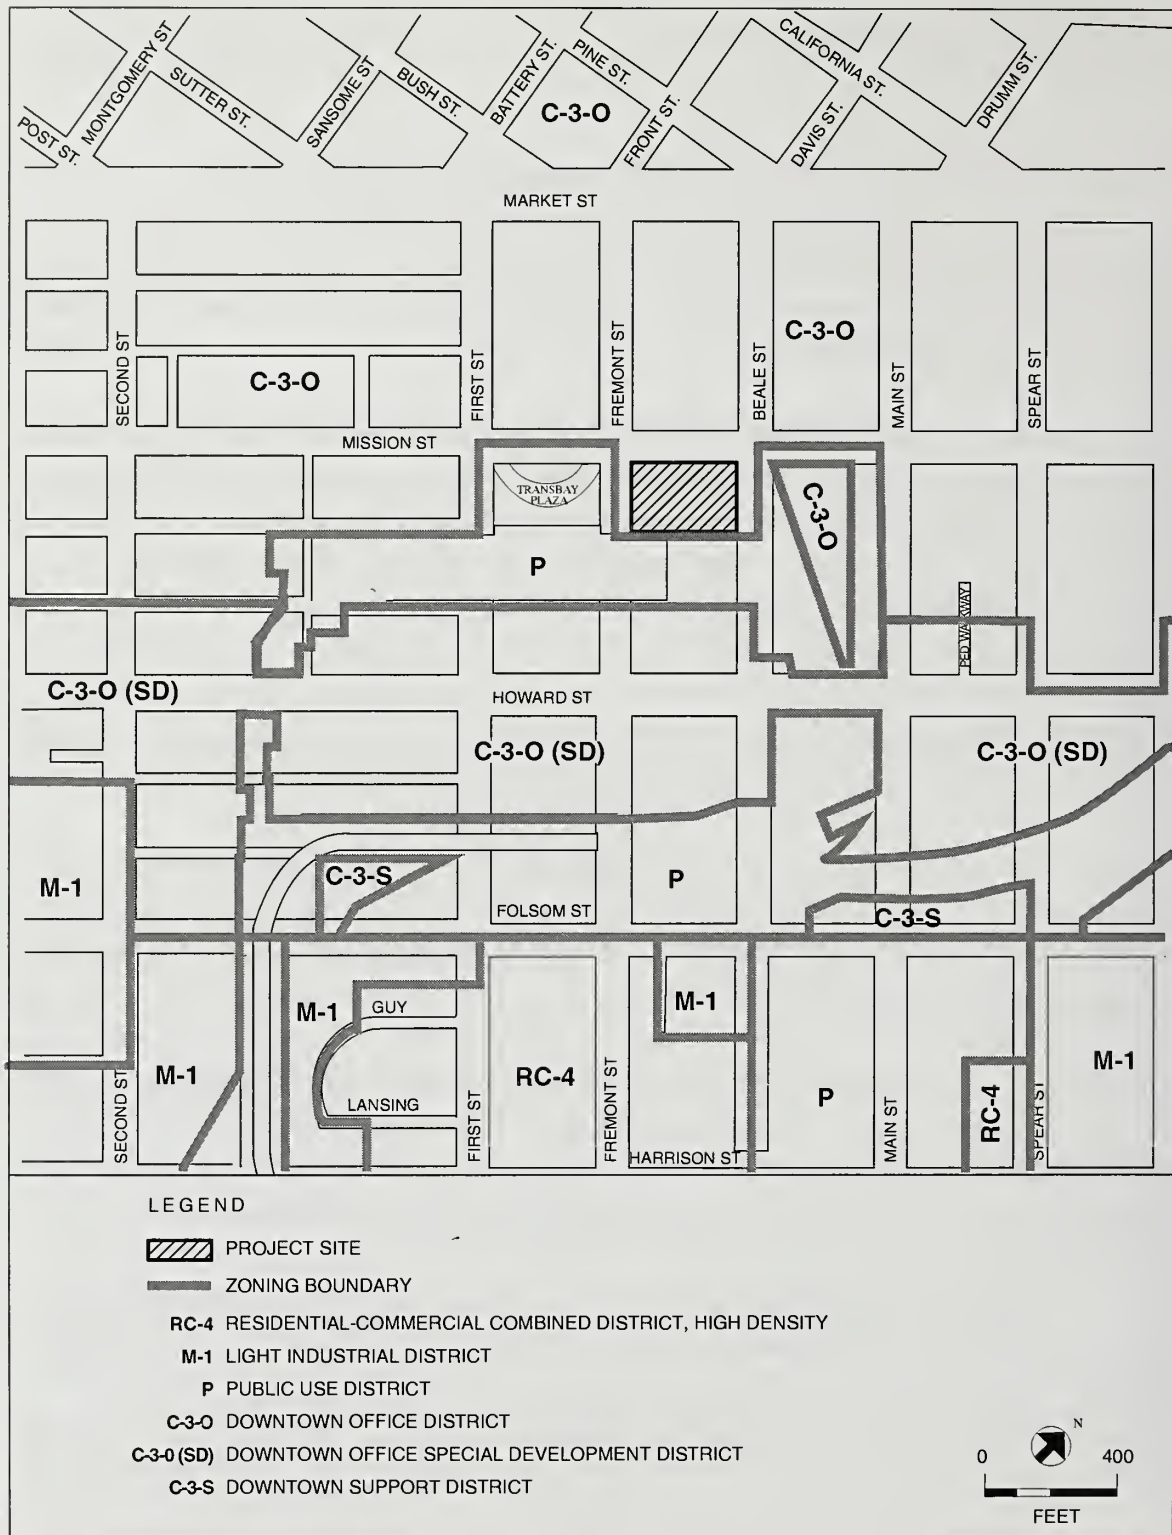 MONTGOMERY ST
SUTTER ST.
POST ST.
SANSOME ST
BUSH ST.
BATTERY ST.
PINE ST.
C-3-O
FRONT ST.
CALIFORNIA ST.
DAVIS ST.
DRUMM ST.
MARKET ST
SECOND ST
C-3-O
FIRST ST
FREMONT ST
BEALE ST
C-3-O
MAIN ST
SPEAR ST
MISSION ST
TRANSBAY
PLAZA
C-3-O
P
PED WALKWAY
C-3-O (SD)
HOWARD ST
C-3-O (SD)
C-3-O (SD)
M-1
C-3-S
P
FOLSOM ST
C-3-S
M-1
GUY
M-1
M-1
RC-4
P
RC-4
M-1
LANSING
SECOND ST
FIRST ST
FREMONT ST
HARRISON ST
MAIN ST
SPEAR ST
LEGEND
PROJECT SITE
ZONING BOUNDARY
RC-4 RESIDENTIAL-COMMERCIAL COMBINED DISTRICT, HIGH DENSITY
M-1 LIGHT INDUSTRIAL DISTRICT
P PUBLIC USE DISTRICT
C-3-O DOWNTOWN OFFICE DISTRICT
C-3-0 (SD) DOWNTOWN OFFICE SPECIAL DEVELOPMENT DISTRICT
C-3-S DOWNTOWN SUPPORT DISTRICT
N
0 400
FEET